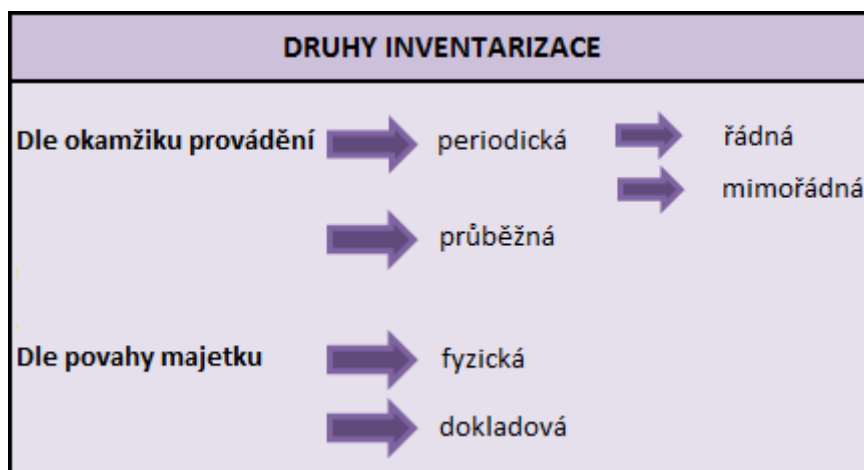 DRUHY INVENTARIZACE
Dle okamžiku provádění periodická řádná
mimořádná
průběžná
Dle povahy majetku fyzická
dokladová